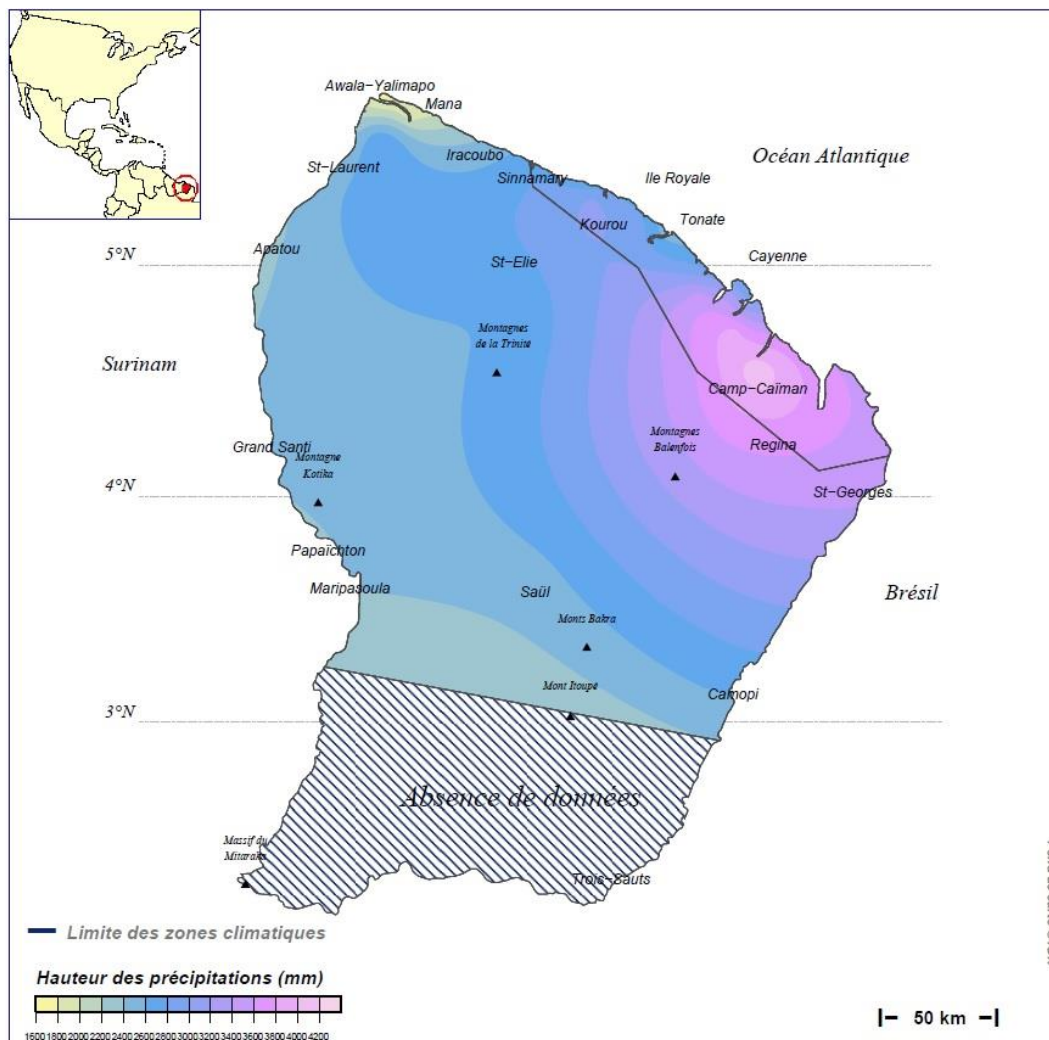 Awala-Yalimapo
Mana
Océan Atlantique
Iracoubo
St-Laurent
Sinnamary
Ile Royale
Kourou
Tonate
5°N
Apatou
St-Elie
Cayenne
Montagnes
de la Trinité
Surinam
Camp-Caïman
Montagnes
Balenfois
Regina
Grand Santi
Montagne
Kotika
4°N
St-Georges
Papaïchton
Maripasoula
Saül
Brésil
Monts Bakra
Mont Itoupé
Camopi
3°N
Absence de données
Massif du
Mitaraka
Trois-Sauts
Limite des zones climatiques
Hauteur des précipitations (mm)
1600 1800 2000 2200 2400 2600 2800 3000 3200 3400 3600 3800 4000 4200
50 km